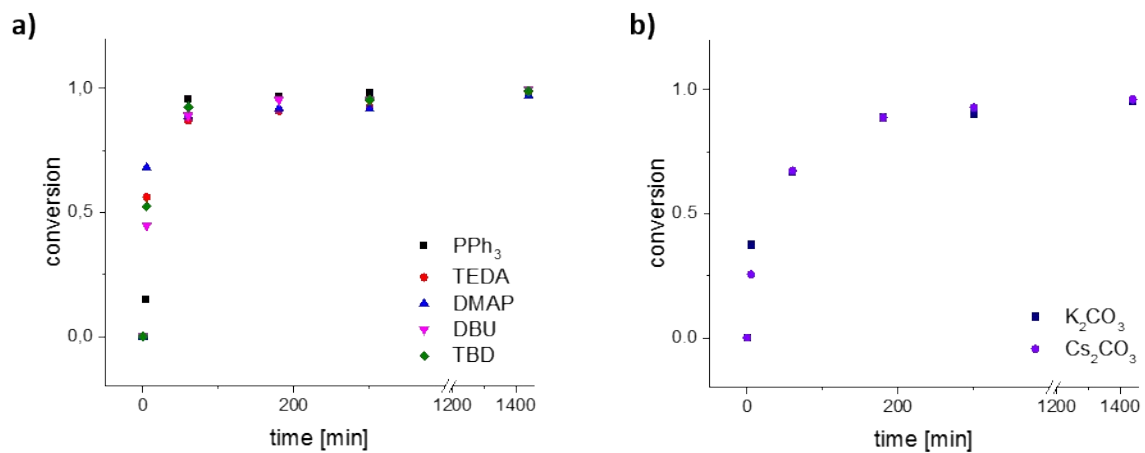 a)
1,0
0,5
0,0
conversion
PPh3
TEDA
DMAP
DBU
TBD
0
200
1200
1400
time [min]
b)
1,0
0.5
0.0
conversion
K2CO3
Cs2CO3
0
200
1200
1400
time [min]